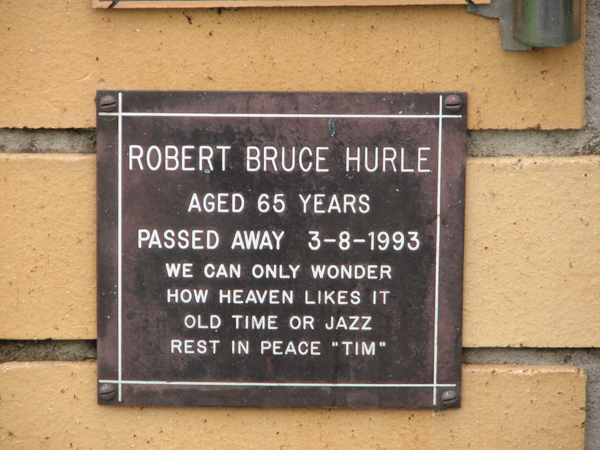 ROBERT BRUCE HURLE
AGED 65 YEARS
PASSED AWAY 3-8-1993
WE CAN ONLY WONDER
HOW HEAVEN LIKES IT
OLD TIME OR JAZZ
REST IN PEACE "TIM"